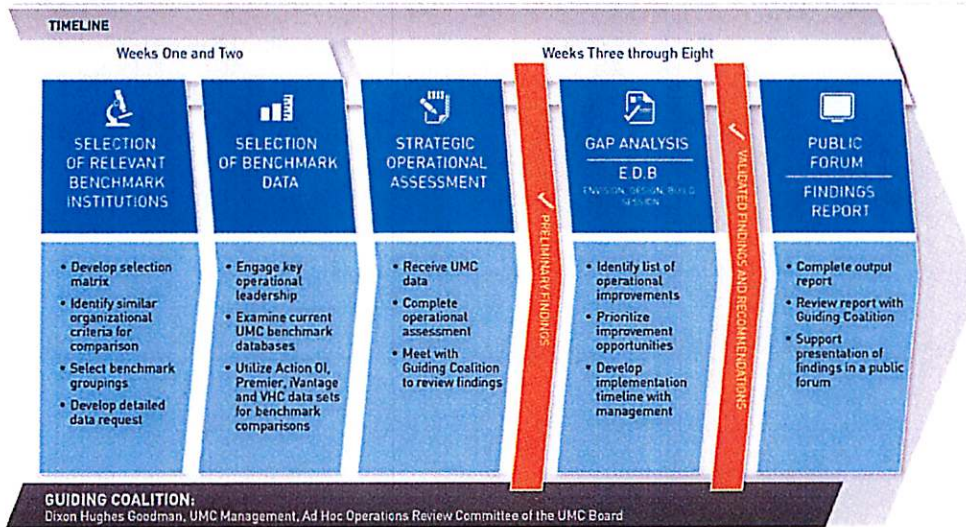 TIMELINE
Weeks One and Two
Weeks Three through Eight
SELECTION
OF RELEVANT
BENCHMARK
INSTITUTIONS
• Develop selection
matrix
• Identify similar
organizational
criteria for
comparison
• Select benchmark
groupings
• Develop detailed
data request
SELECTION
OF BENCHMARK
DATA
• Engage key
operational
leadership
• Examine current
UMC benchmark
databases
• Utilize Action OI,
Premier, iVantage
and VHC data sets
for benchmark
comparisons
STRATEGIC
OPERATIONAL
ASSESSMENT
• Receive UMC
data
• Complete
operational
assessment
• Meet with
Guiding Coalition
to review findings
✓ PRELIMINARY FINDINGS
GAP ANALYSIS
E.D.B
ENVISION, DESIGN, BUILD
SESSION
• Identify list of
operational
improvements
• Prioritize
improvement
opportunities
• Develop
implementation
timeline with
management
✓ VALIDATED FINDINGS AND RECOMMENDATIONS
PUBLIC
FORUM
FINDINGS
REPORT
• Complete output
report
• Review report with
Guiding Coalition
• Support
presentation of
findings in a public
forum
GUIDING COALITION:
Dixon Hughes Goodman, UMC Management, Ad Hoc Operations Review Committee of the UMC Board